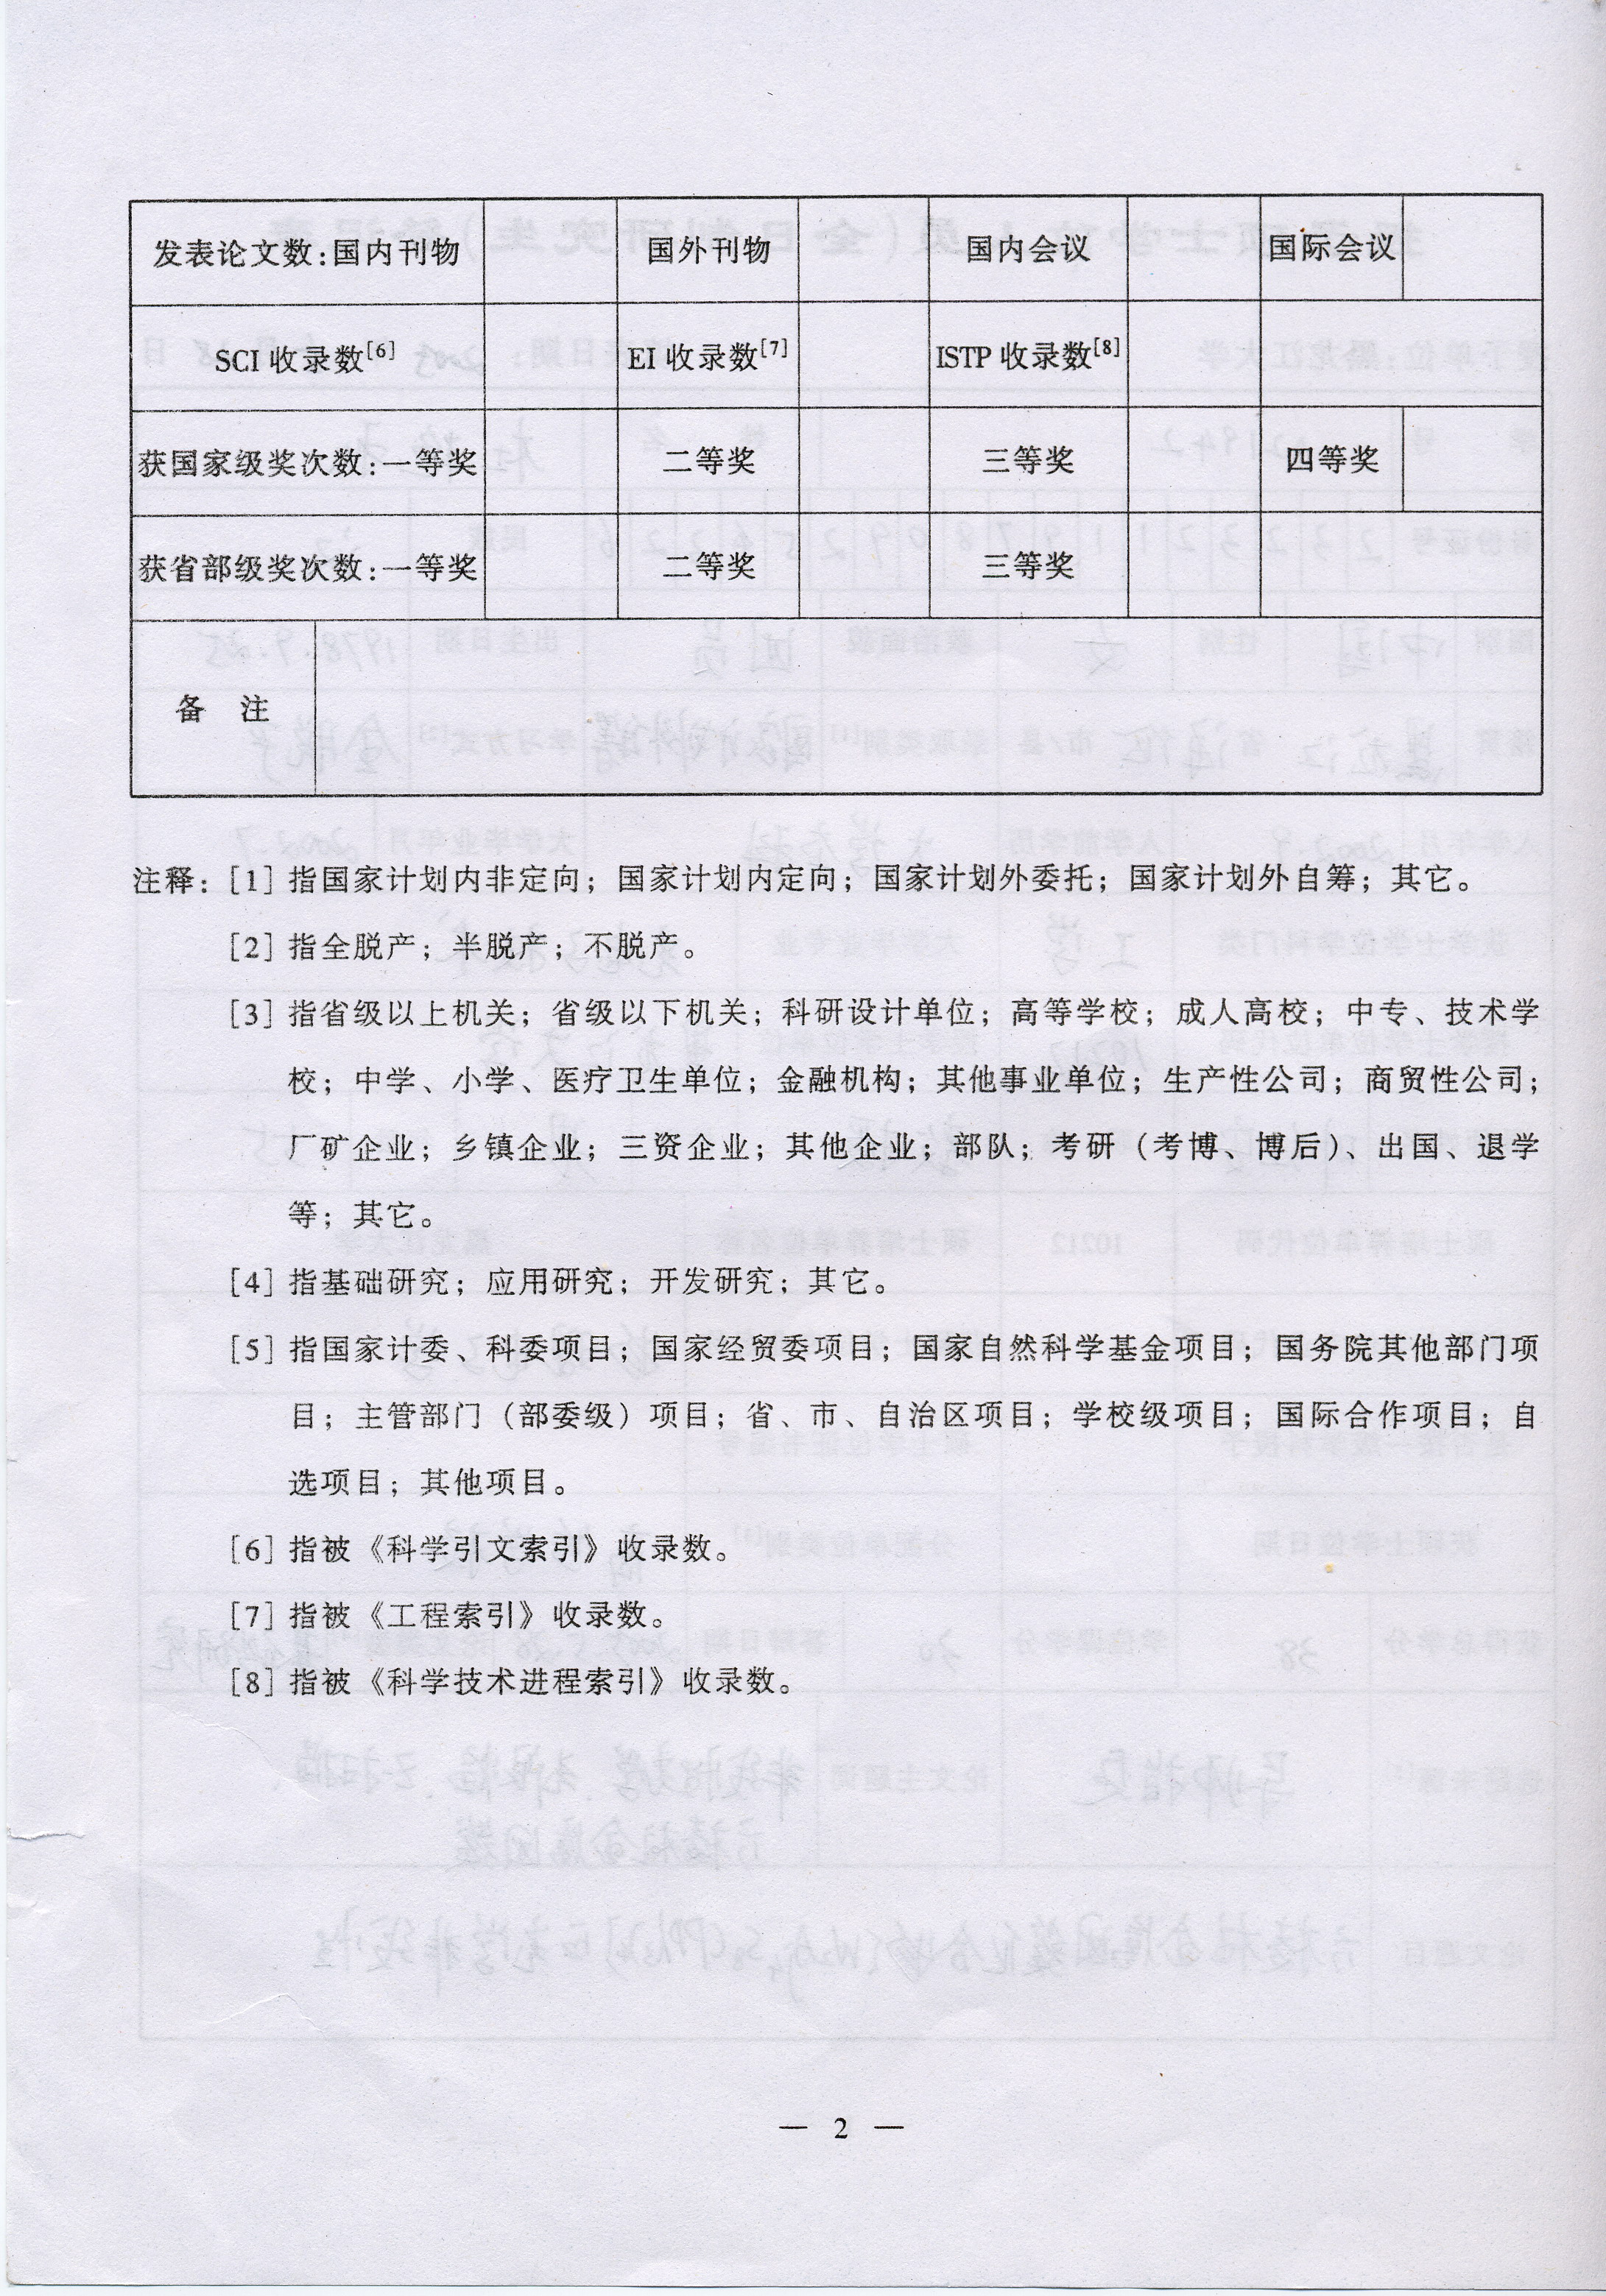 发表论文数:国内刊物 国外刊物 国内会议 国际会议
SCI 收录数[6] EI 收录数[7] ISTP 收录数[8]
获国家级奖次数:一等奖 二等奖 三等奖 四等奖
获省部级奖次数:一等奖 二等奖 三等奖
备 注
注释：[1] 指国家计划内非定向；国家计划内定向；国家计划外委托；国家计划外自筹；其它。
[2] 指全脱产；半脱产；不脱产。
[3] 指省级以上机关；省级以下机关；科研设计单位；高等学校；成人高校；中专、技术学
校；中学、小学、医疗卫生单位；金融机构；其他事业单位；生产性公司；商贸性公司；
厂矿企业；乡镇企业；三资企业；其他企业；部队；考研（考博、博后）、出国、退学
等；其它。
[4] 指基础研究；应用研究；开发研究；其它。
[5] 指国家计委、科委项目；国家经贸委项目；国家自然科学基金项目；国务院其他部门项
目；主管部门（部委级）项目；省、市、自治区项目；学校级项目；国际合作项目；自
选项目；其他项目。
[6] 指被《科学引文索引》收录数。
[7] 指被《工程索引》收录数。
[8] 指被《科学技术进程索引》收录数。
— 2 —